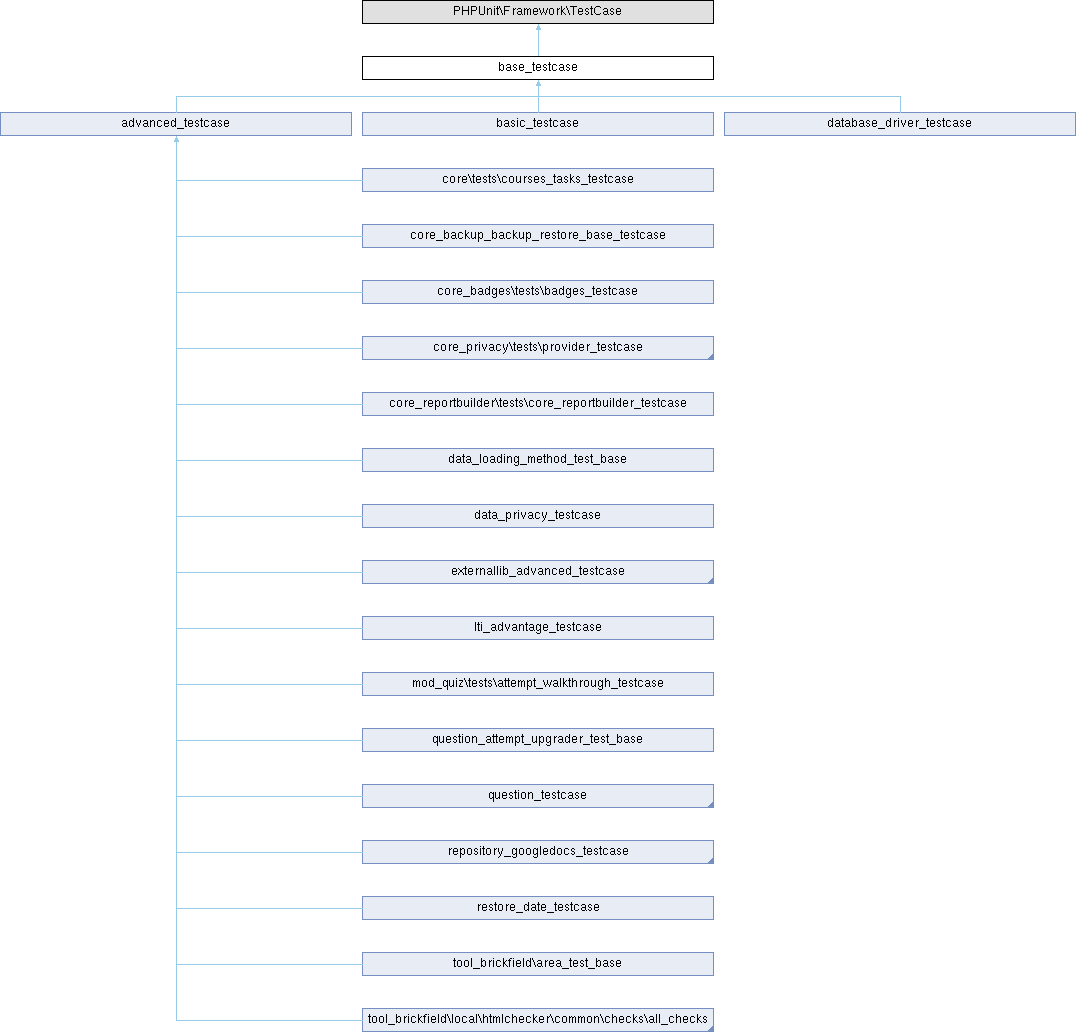 PHPUnit\Framework\TestCase
base_testcase
advanced_testcase
basic_testcase
database_driver_testcase
core\tests\courses_tasks_testcase
core_backup_backup_restore_base_testcase
core_badges\tests\badges_testcase
core_privacy\tests\provider_testcase
core_reportbuilder\tests\core_reportbuilder_testcase
data_loading_method_test_base
data_privacy_testcase
externallib_advanced_testcase
lti_advantage_testcase
mod_quiz\tests\attempt_walkthrough_testcase
question_attempt_upgrader_test_base
question_testcase
repository_googledocs_testcase
restore_date_testcase
tool_brickfield\area_test_base
tool_brickfield\local\htmlchecker\common\checks\all_checks